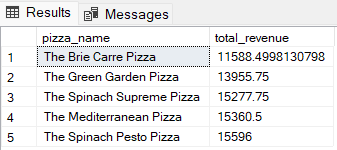 Results Messages
pizza_name total_revenue
1 The Brie Carre Pizza 11588.4998130798
2 The Green Garden Pizza 13955.75
3 The Spinach Supreme Pizza 15277.75
4 The Mediterranean Pizza 15360.5
5 The Spinach Pesto Pizza 15596